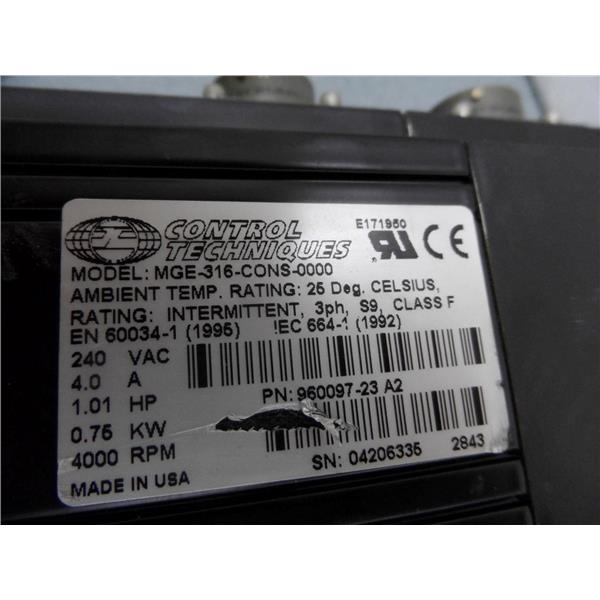 CONTROL
TECHNIQUES
E171950
MODEL: MGE-316-CONS-0000
AMBIENT TEMP. RATING: 25 Deg. CELSIUS,
RATING: INTERMITTENT, 3ph, S9, CLASS F
EN 60034-1 (1995) IEC 664-1 (1992)
240 VAC
4.0 A
1.01 HP
PN: 960097-23 A2
0.75 KW
4000 RPM
SN: 04206335 2843
MADE IN USA